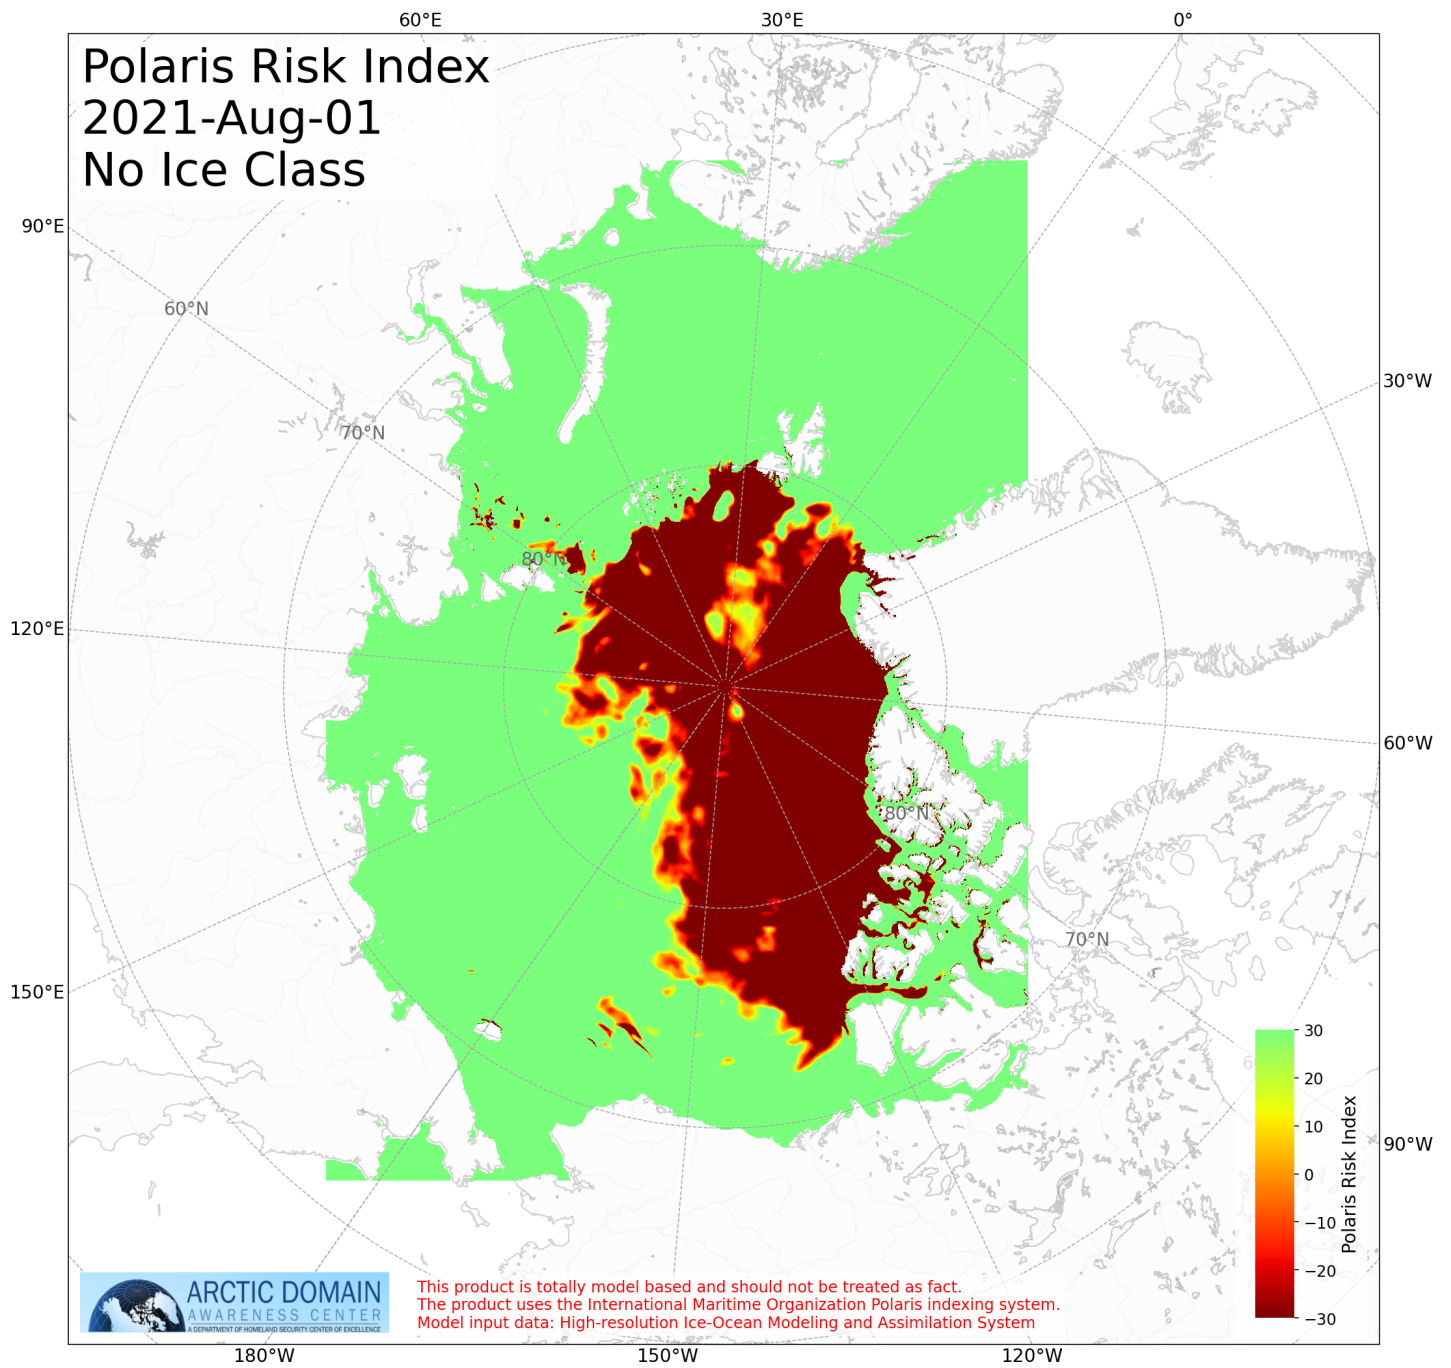 60°E 30°E 0°
Polaris Risk Index
2021-Aug-01
No Ice Class
90°E
60°N
30°W
70°N
80°N
120°E
60°W
80°N
70°N
150°E
90°W
30
20
10
0
−10
−20
−30
Polaris Risk Index
ARCTIC DOMAIN
AWARENESS CENTER
A DEPARTMENT OF HOMELAND SECURITY CENTER OF EXCELLENCE
This product is totally model based and should not be treated as fact.
The product uses the International Maritime Organization Polaris indexing system.
Model input data: High-resolution Ice-Ocean Modeling and Assimilation System
180°W 150°W 120°W